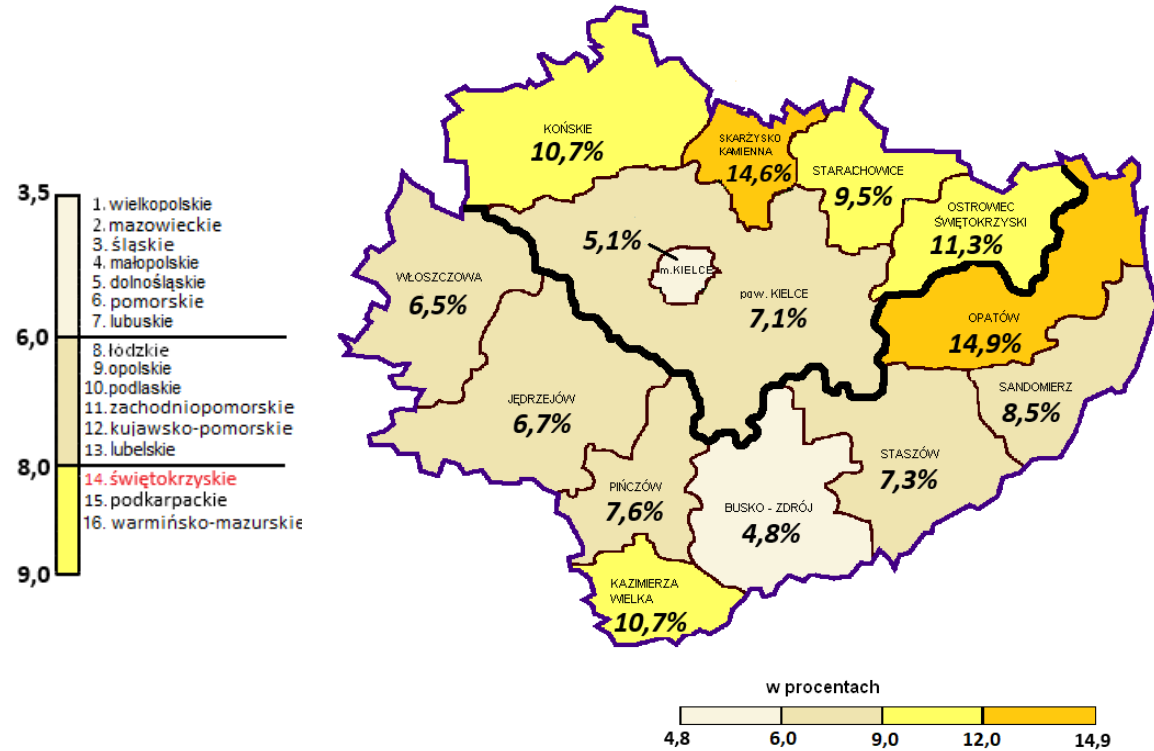 3,5
1. wielkopolskie
2. mazowieckie
3. śląskie
4. małopolskie
5. dolnośląskie
6. pomorskie
7. lubuskie
6,0
8. łódzkie
9. opolskie
10. podlaskie
11. zachodniopomorskie
12. kujawsko-pomorskie
13. lubelskie
8,0
14. świętokrzyskie
15. podkarpackie
16. warmińsko-mazurskie
9,0
KOŃSKIE
10,7%
SKARŻYSKO
KAMIENNA
14,6%
STARACHOWICE
9,5%
OSTROWIEC
ŚWIĘTOKRZYSKI
11,3%
5,1%
m. KIELCE
WŁOSZCZOWA
6,5%
pow. KIELCE
7,1%
OPATÓW
14,9%
SANDOMIERZ
8,5%
JĘDRZEJÓW
6,7%
STASZÓW
7,3%
PIŃCZÓW
7,6%
BUSKO - ZDRÓJ
4,8%
KAZIMIERZA
WIELKA
10,7%
w procentach
4,8 6,0 9,0 12,0 14,9